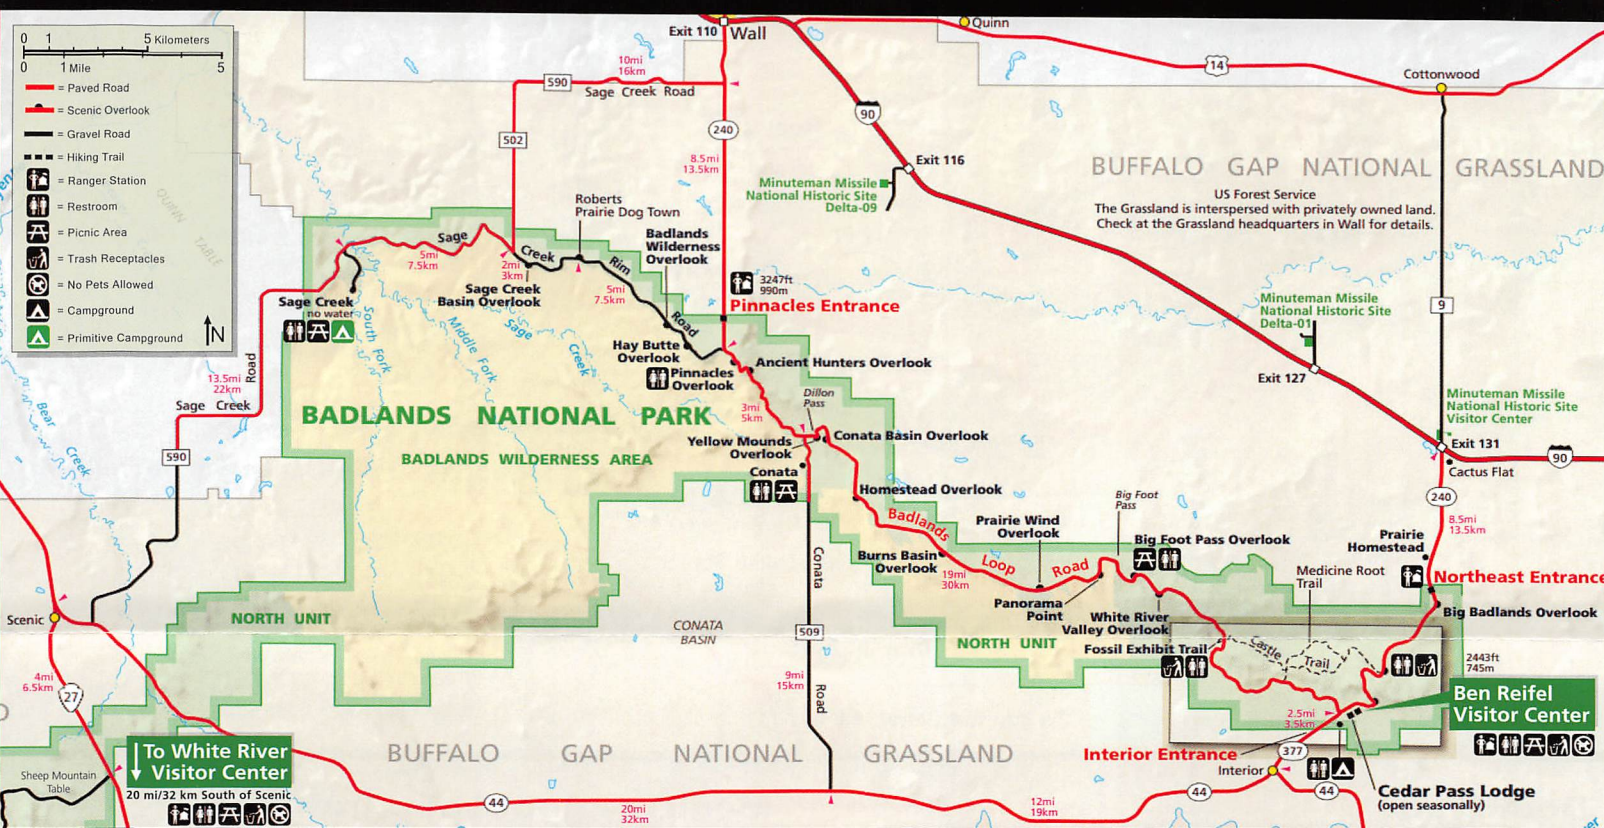 0 1 5 Kilometers
0 1 Mile 5
= Paved Road
= Scenic Overlook
= Gravel Road
= Hiking Trail
= Ranger Station
= Restroom
= Picnic Area
= Trash Receptacles
= No Pets Allowed
= Campground
= Primitive Campground
N
QUINN TABLE
Exit 110
Wall
Quinn
14
Cottonwood
10mi
16km
590
Sage Creek Road
502
240
8.5mi
13.5km
90
Exit 116
Minuteman Missile
National Historic Site
Delta-09
BUFFALO GAP NATIONAL GRASSLAND
US Forest Service
The Grassland is interspersed with privately owned land.
Check at the Grassland headquarters in Wall for details.
Roberts
Prairie Dog Town
Badlands
Wilderness
Overlook
Sage Creek Rim Road
5mi
7.5km
2mi
3km
Sage Creek
Basin Overlook
5mi
7.5km
3247ft
990m
Pinnacles Entrance
Sage Creek
no water
South Fork
Middle Fork
Sage Creek
Hay Butte
Overlook
Pinnacles
Overlook
Ancient Hunters Overlook
Minuteman Missile
National Historic Site
Delta-01
9
Exit 127
13.5mi
22km
Sage Creek Road
Bear Creek
590
BADLANDS NATIONAL PARK
BADLANDS WILDERNESS AREA
3mi
5km
Dillon
Pass
Yellow Mounds
Overlook
Conata Basin Overlook
Conata
Minuteman Missile
National Historic Site
Visitor Center
Exit 131
90
Cactus Flat
240
8.5mi
13.5km
Homestead Overlook
Badlands Loop Road
Prairie Wind
Overlook
Big Foot
Pass
Big Foot Pass Overlook
Burns Basin
Overlook
19mi
30km
Prairie
Homestead
Medicine Root
Trail
Northeast Entrance
Big Badlands Overlook
Panorama
Point
White River
Valley Overlook
Fossil Exhibit Trail
Castle Trail
NORTH UNIT
NORTH UNIT
Scenic
CONATA
BASIN
Conata Road
509
9mi
15km
4mi
6.5km
27
2443ft
745m
Ben Reifel
Visitor Center
2.5mi
3.5km
Interior Entrance
377
Interior
Cedar Pass Lodge
(open seasonally)
BUFFALO GAP NATIONAL GRASSLAND
To White River
Visitor Center
20 mi/32 km South of Scenic
Sheep Mountain
Table
44
20mi
32km
12mi
19km
44
44